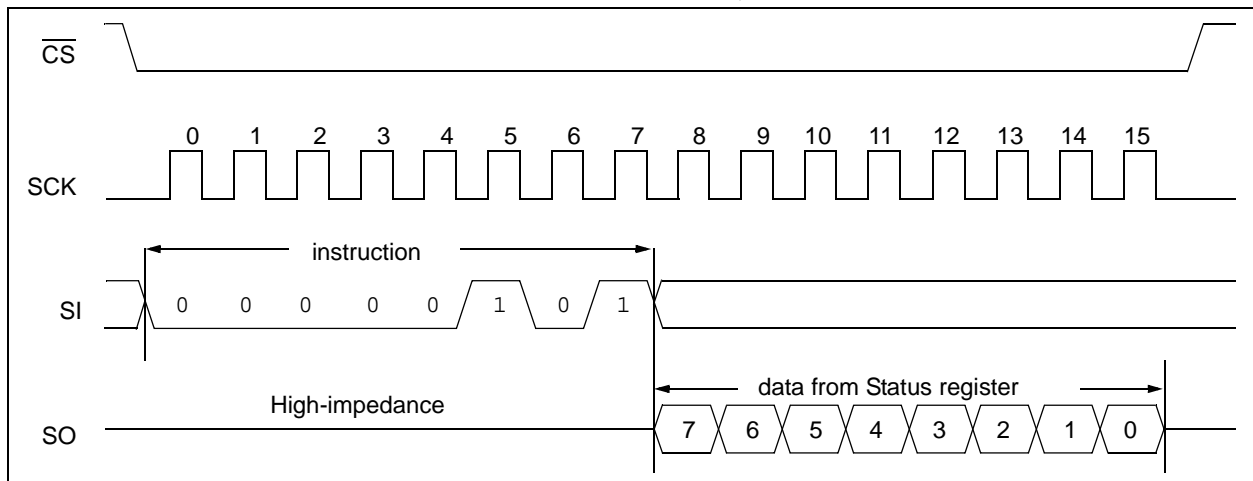 CS
0 1 2 3 4 5 6 7 8 9 10 11 12 13 14 15
SCK
instruction
SI 0 0 0 0 0 1 0 1
data from Status register
High-impedance
SO 7 6 5 4 3 2 1 0